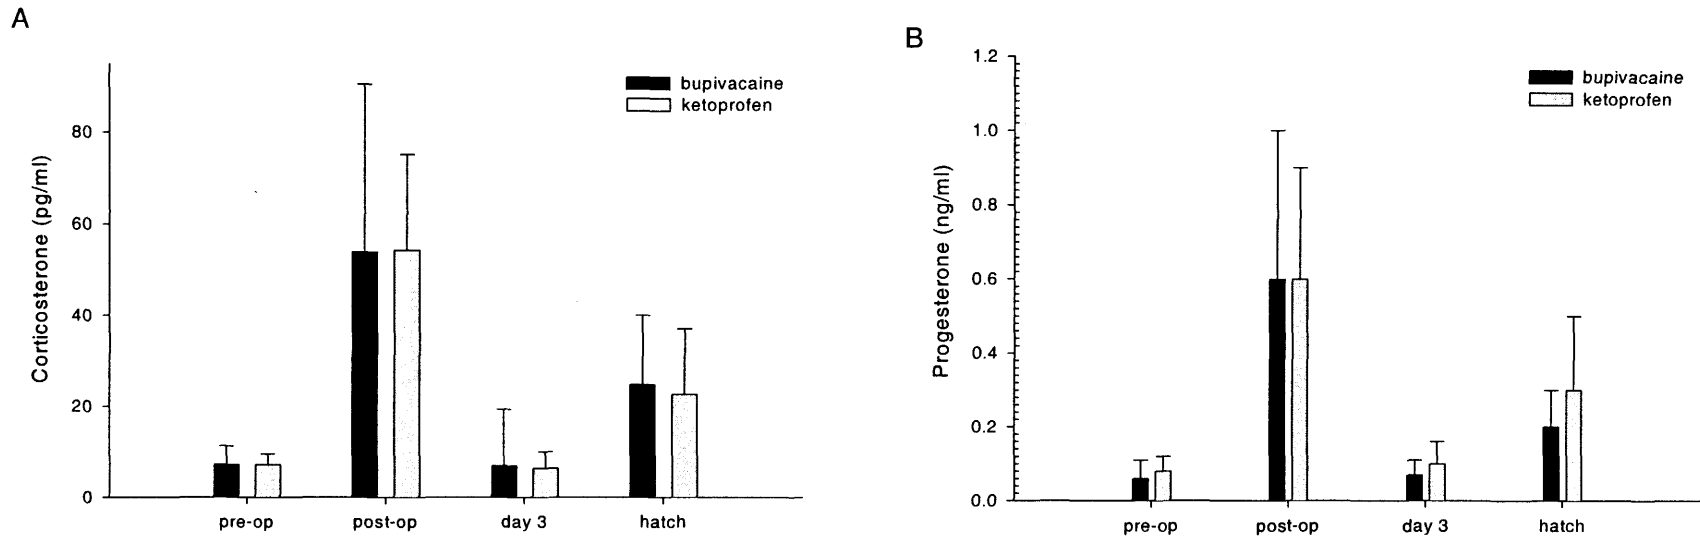 A
bupivacaine
ketoprofen
80
60
40
20
0
Corticosterone (pg/ml)
pre-op
post-op
day 3
hatch
B
1.2
1.0
0.8
0.6
0.4
0.2
0.0
bupivacaine
ketoprofen
Progesterone (ng/ml)
pre-op
post-op
day 3
hatch